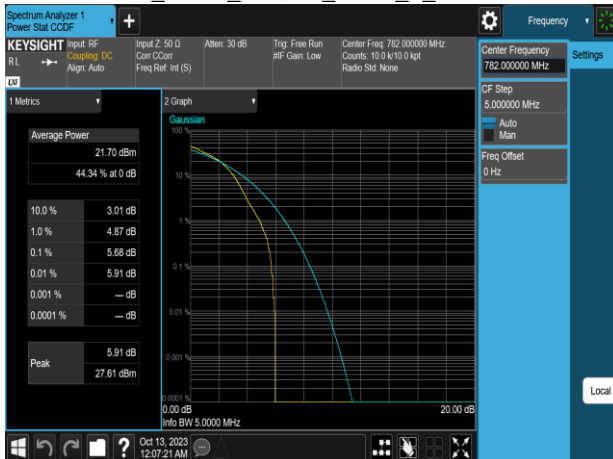 Spectrum Analyzer 1
Power Stat CCDF
Frequency
KEYSIGHT
RL
LXI
Input: RF
Coupling: DC
Align: Auto
Input Z: 50 Ω
Corr CCorr
Freq Ref: Int (S)
Atten: 30 dB
Trig: Free Run
#IF Gain: Low
Center Freq: 782.000000 MHz
Counts: 10.0 k/10.0 kpt
Radio Std: None
Center Frequency
782.000000 MHz
Settings
CF Step
5.000000 MHz
Auto
Man
Freq Offset
0 Hz
Local
1 Metrics
Average Power
21.70 dBm
44.34 % at 0 dB
10.0 % 3.01 dB
1.0 % 4.87 dB
0.1 % 5.68 dB
0.01 % 5.91 dB
0.001 % --- dB
0.0001 % --- dB
Peak
5.91 dB
27.61 dBm
2 Graph
Gaussian
100 %
10 %
1 %
0.1 %
0.01 %
0.001 %
0.0001 %
0.00 dB 20.00 dB
Info BW 5.0000 MHz
?
Oct 13, 2023
12:07:21 AM